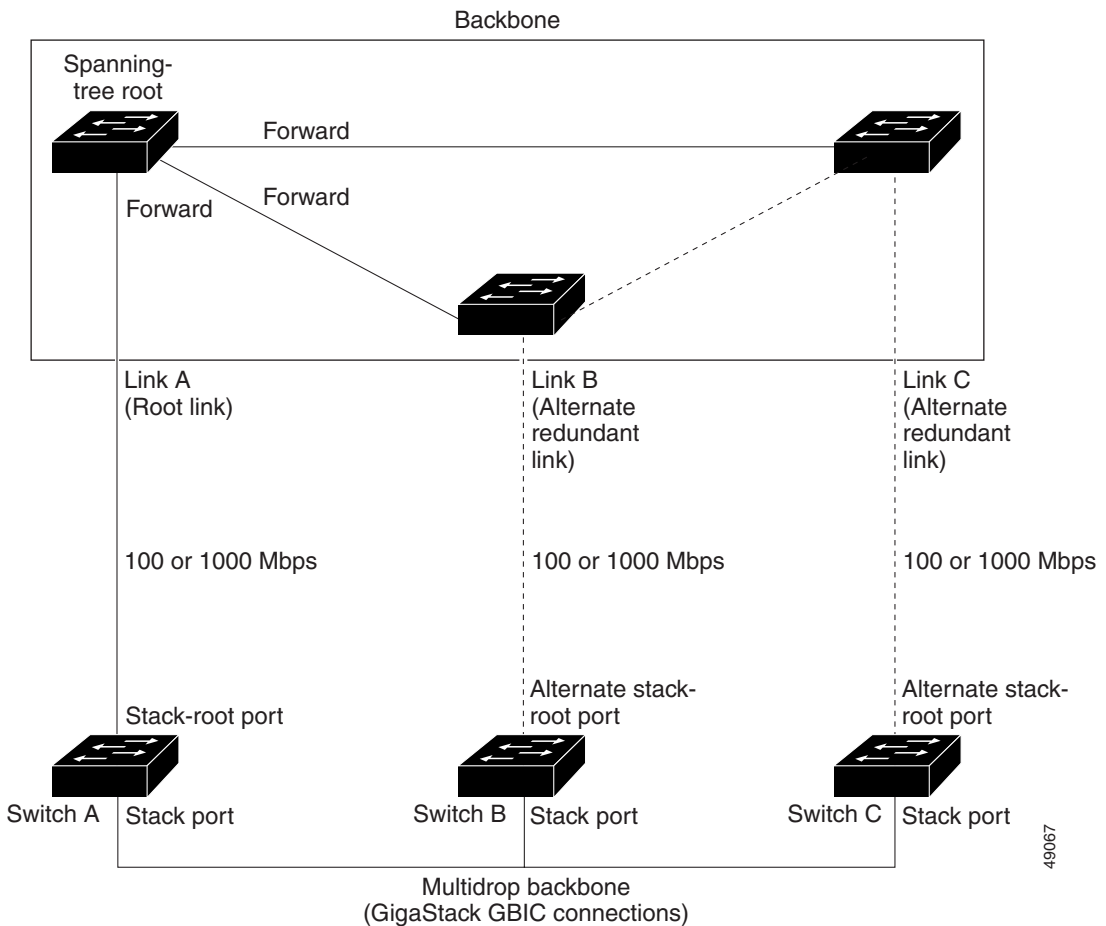 Backbone
Spanning-
tree root
Forward
Forward
Forward
Link A
(Root link)
Link B
(Alternate
redundant
link)
Link C
(Alternate
redundant
link)
100 or 1000 Mbps
100 or 1000 Mbps
100 or 1000 Mbps
Stack-root port
Alternate stack-
root port
Alternate stack-
root port
Switch A
Stack port
Switch B
Stack port
Switch C
Stack port
Multidrop backbone
(GigaStack GBIC connections)
49067